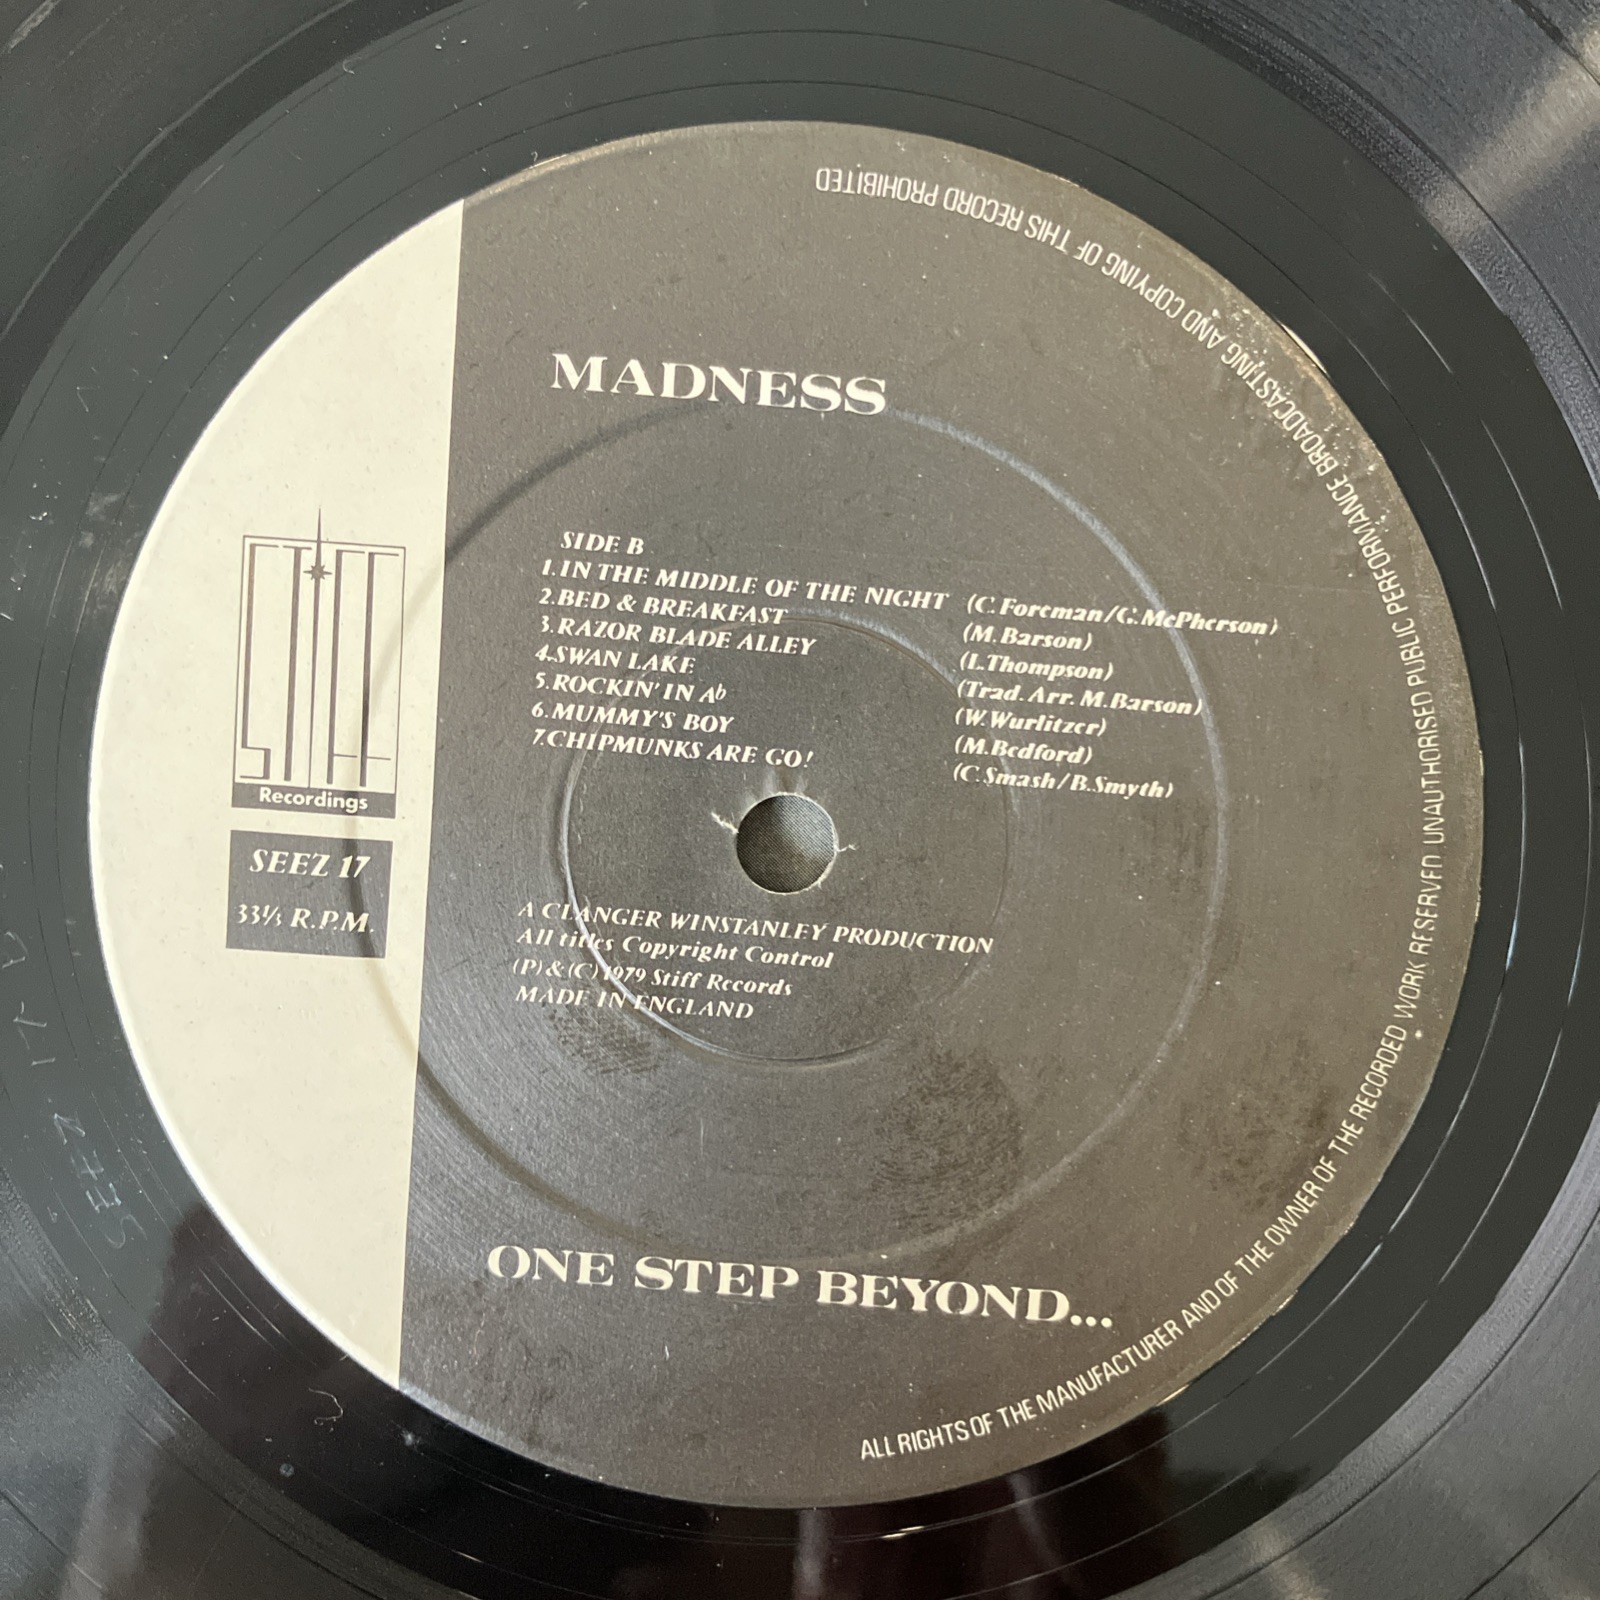 MADNESS
SIDE B
1. IN THE MIDDLE OF THE NIGHT (C. Foreman/G. McPherson)
2. BED & BREAKFAST (M. Barson)
3. RAZOR BLADE ALLEY (L. Thompson)
4. SWAN LAKE (Trad. Arr. M. Barson)
5. ROCKIN' IN Ab (W. Wurlitzer)
6. MUMMY'S BOY (M. Bedford)
7. CHIPMUNKS ARE GO! (C. Smash/B. Smyth)
STIFF
Recordings
SEEZ 17
33⅓ R.P.M.
A CLANGER WINSTANLEY PRODUCTION
All titles Copyright Control
(P) & (C) 1979 Stiff Records
MADE IN ENGLAND
ONE STEP BEYOND...
ALL RIGHTS OF THE MANUFACTURER AND OF THE OWNER OF THE RECORDED WORK RESERVED UNAUTHORISED PUBLIC PERFORMANCE BROADCASTING AND COPYING OF THIS RECORD PROHIBITED